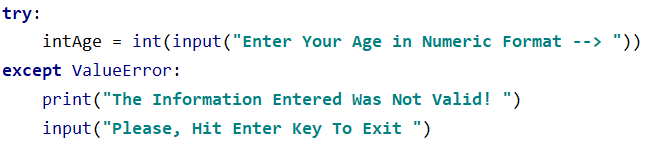 try:
    intAge = int(input("Enter Your Age in Numeric Format --> "))
except ValueError:
    print("The Information Entered Was Not Valid! ")
    input("Please, Hit Enter Key To Exit ")